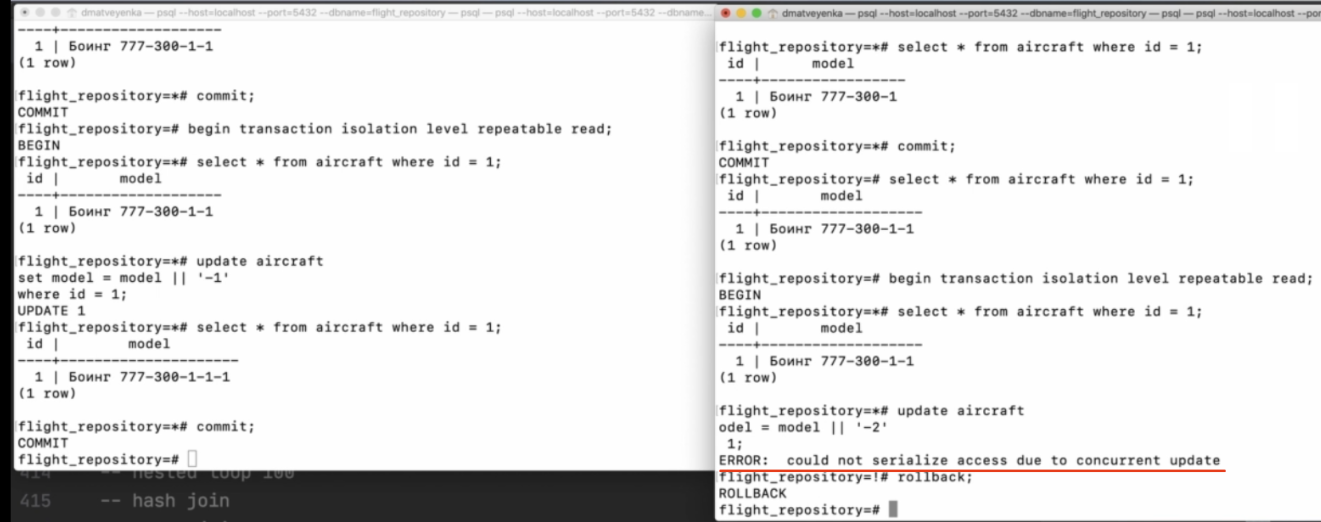 dmatveyenka — psql --host=localhost --port=5432 --dbname=flight_repository — psql — psql --host=localhost --port=5432 --dbname...
----+--------------------
1 | Боинг 777-300-1-1
(1 row)
flight_repository=*# commit;
COMMIT
flight_repository=# begin transaction isolation level repeatable read;
BEGIN
flight_repository=*# select * from aircraft where id = 1;
id | model
----+--------------------
1 | Боинг 777-300-1-1
(1 row)
flight_repository=*# update aircraft
set model = model || '-1'
where id = 1;
UPDATE 1
flight_repository=*# select * from aircraft where id = 1;
id | model
----+----------------------
1 | Боинг 777-300-1-1-1
(1 row)
flight_repository=*# commit;
COMMIT
flight_repository=#
414 -- nested loop 100
415 -- hash join
dmatveyenka — psql --host=localhost --port=5432 --dbname=flight_repository — psql — psql --host=localhost --por
flight_repository=*# select * from aircraft where id = 1;
id | model
----+------------------
1 | Боинг 777-300-1
(1 row)
flight_repository=*# commit;
COMMIT
flight_repository=# select * from aircraft where id = 1;
id | model
----+--------------------
1 | Боинг 777-300-1-1
(1 row)
flight_repository=# begin transaction isolation level repeatable read;
BEGIN
flight_repository=*# select * from aircraft where id = 1;
id | model
----+--------------------
1 | Боинг 777-300-1-1
(1 row)
flight_repository=*# update aircraft
odel = model || '-2'
1;
ERROR: could not serialize access due to concurrent update
flight_repository=!# rollback;
ROLLBACK
flight_repository=#